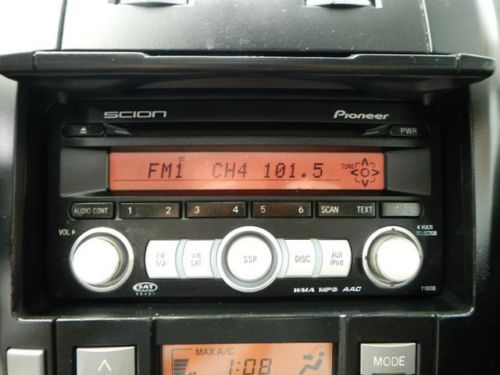 SCION Pioneer
PWR
FM1 CH4 101.5 TUNE
AUDIO CONT 1 2 3 4 5 6 SCAN TEXT
VOL MULTI SELECTOR
FM 1/2 AM SAT SSP DISC AUX iPod
SAT READY WMA MP3 AAC T1808
MAX A/C
1:08 MODE